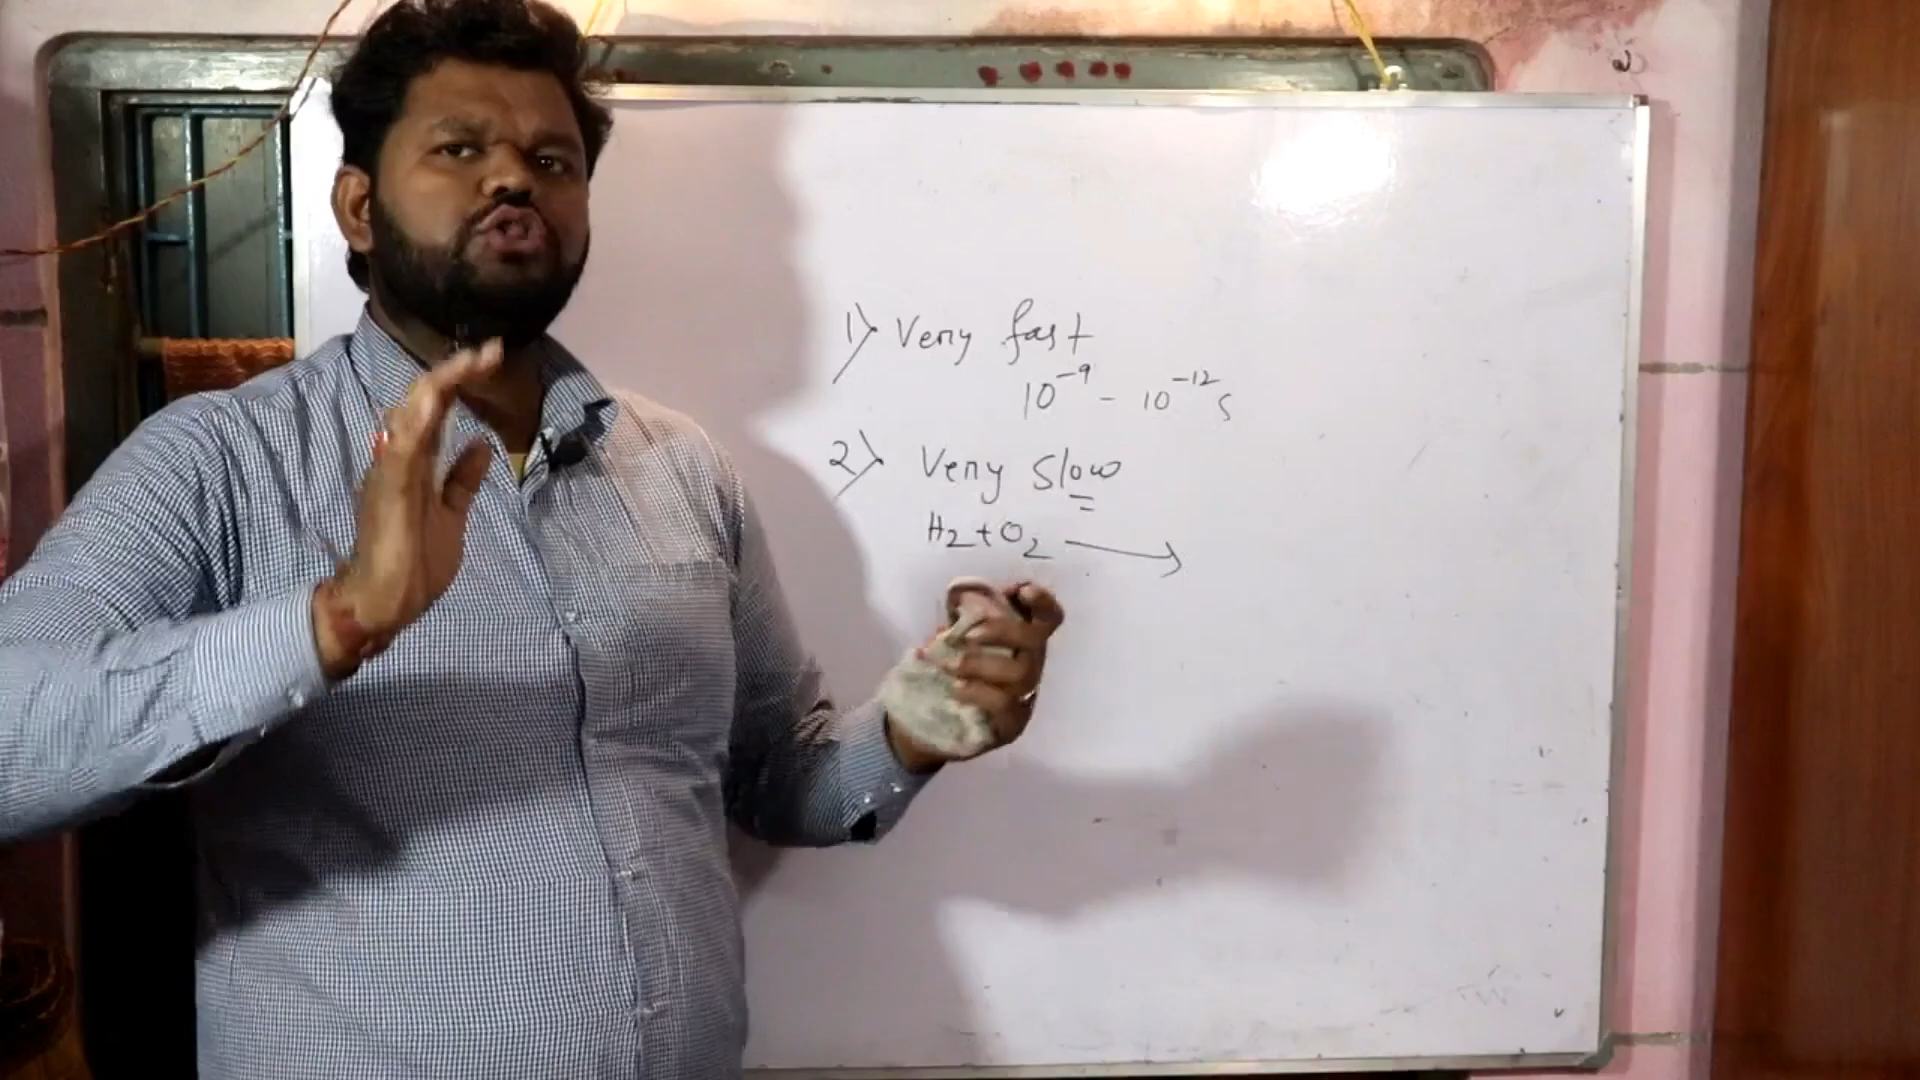 1) Very fast
10⁻⁹ - 10⁻¹² s
2) Very Slow
H₂ + O₂ ⟶